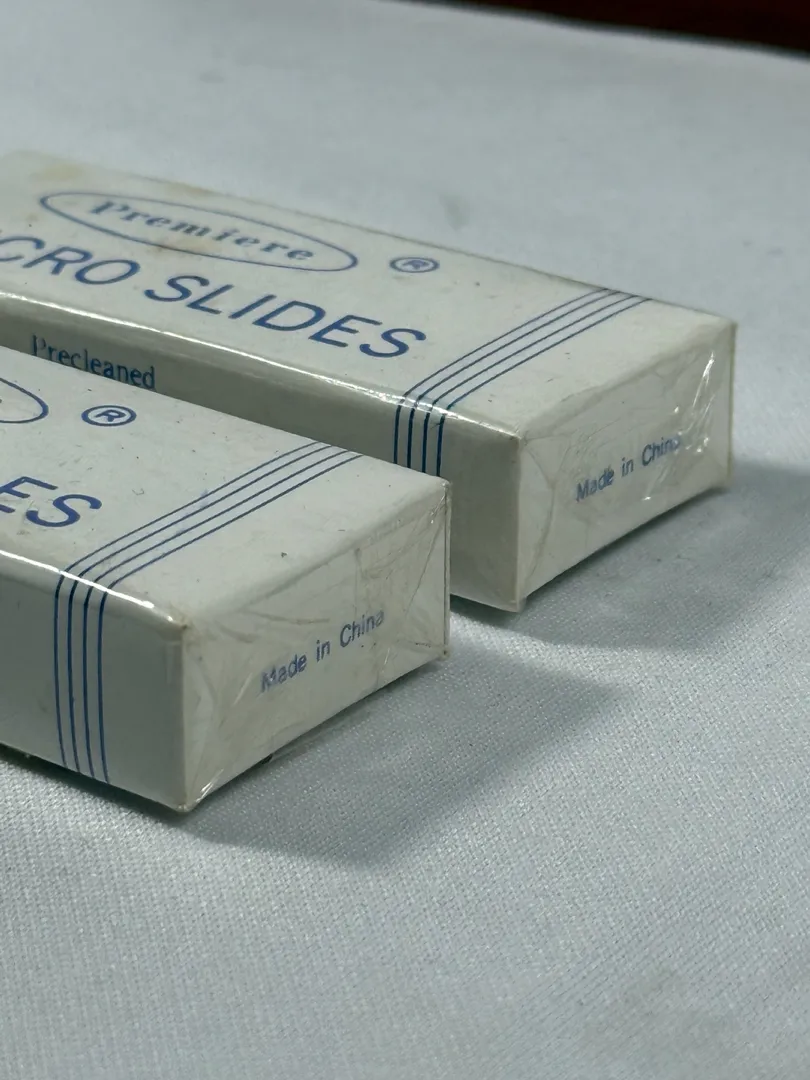 Premiere
®
CRO SLIDES
Precleaned
Made in China
®
ES
Made in China